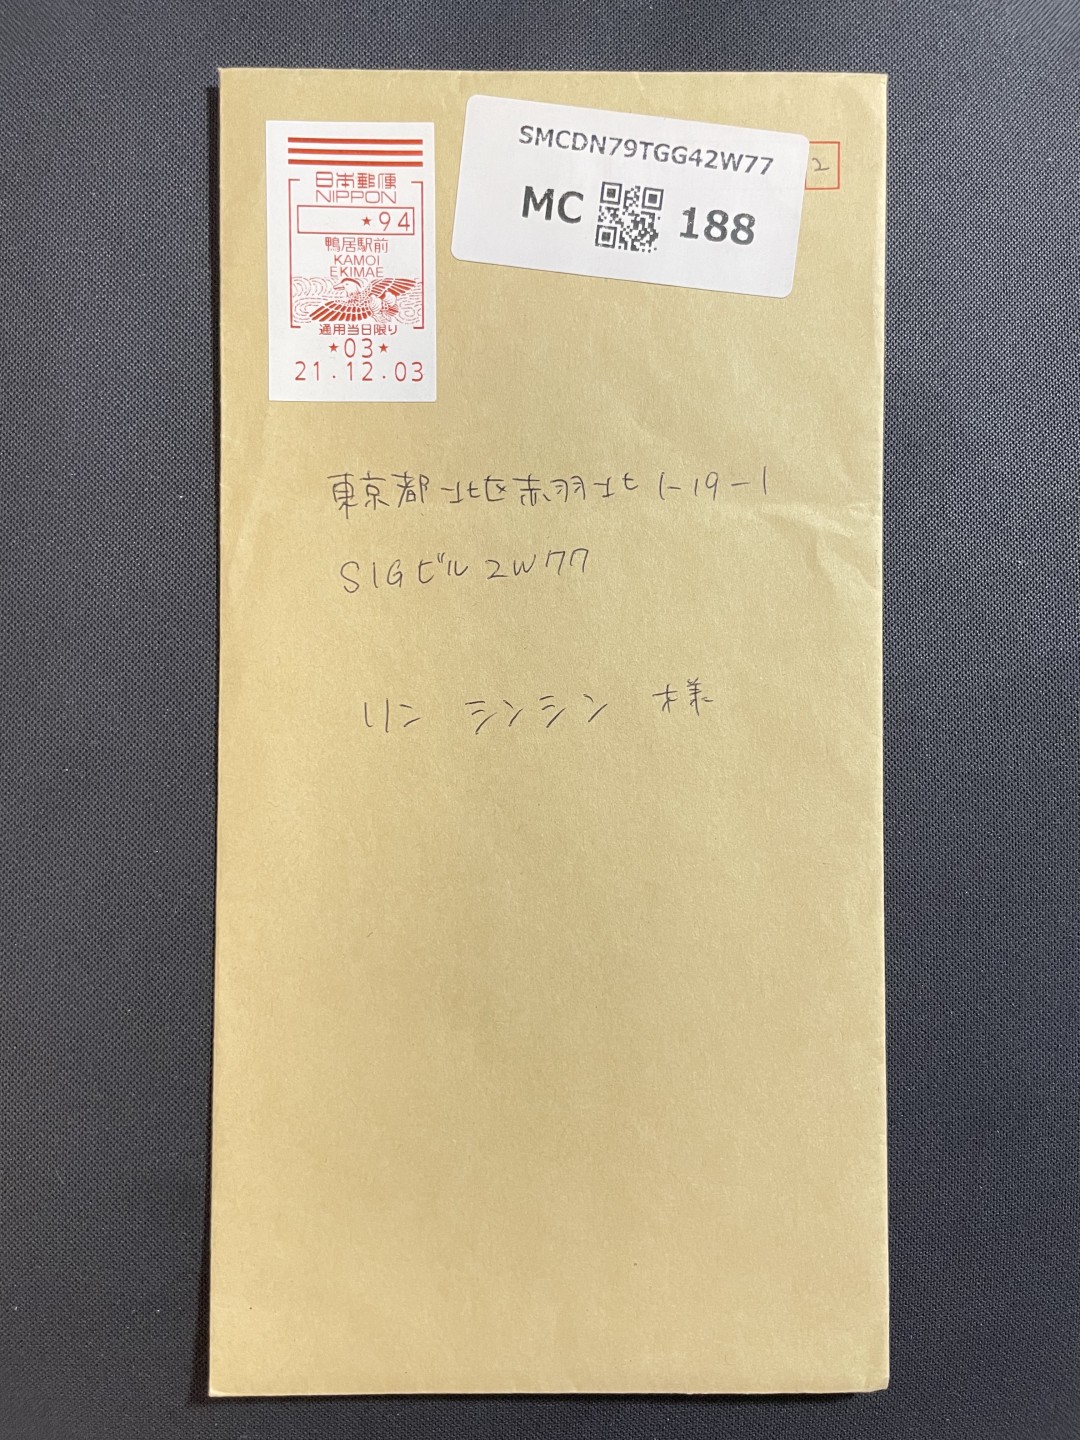 日本郵便
NIPPON
★94
鴨居駅前
KAMOI
EKIMAE
通用当日限り
★03★
21.12.03
SMCDN79TGG42W77
MC 188
2
東京都北区赤羽北1-19-1
SIGビル2W77
リン シンシン 様